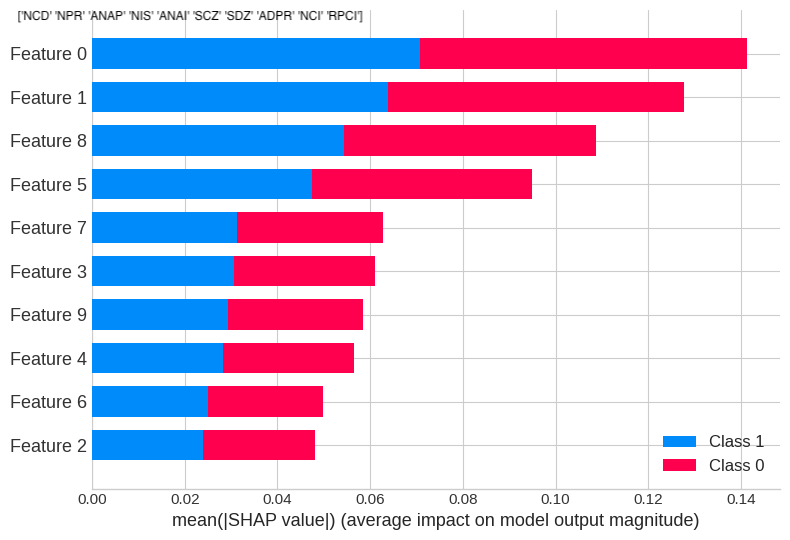 ['NCD' 'NPR' 'ANAP' 'NIS' 'ANAI' 'SCZ' 'SDZ' 'ADPR' 'NCI' 'RPCI']
Feature 0
Feature 1
Feature 8
Feature 5
Feature 7
Feature 3
Feature 9
Feature 4
Feature 6
Feature 2
Class 1
Class 0
0.00 0.02 0.04 0.06 0.08 0.10 0.12 0.14
mean(|SHAP value|) (average impact on model output magnitude)